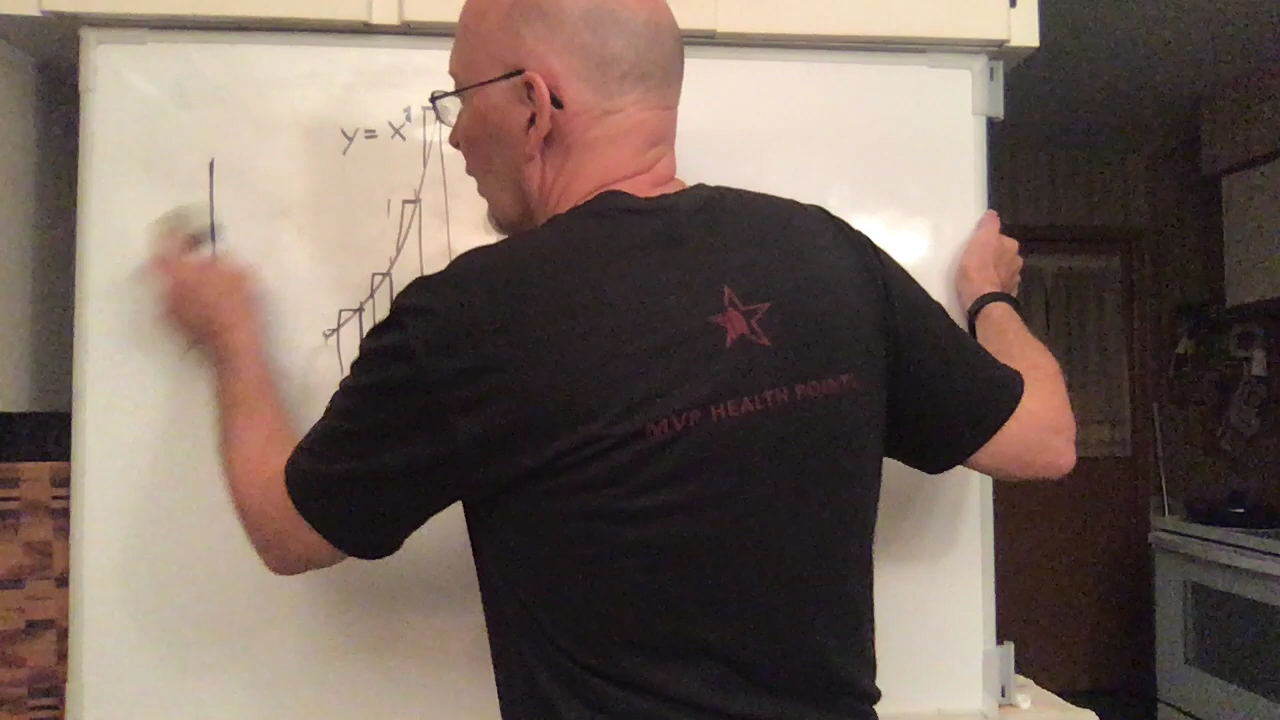 y = x²
MVP HEALTH POINTS